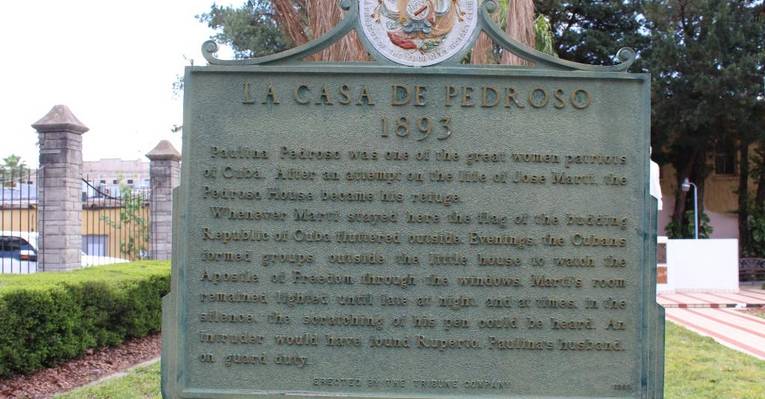 LA CASA DE PEDROSO
1893
Paulina Pedroso was one of the great women patriots
of Cuba. After an attempt on the life of Jose Marti, the
Pedroso House became his refuge.
Whenever Marti stayed here the flag of the budding
Republic of Cuba fluttered outside. Evenings, the Cubans
formed groups outside the little house to watch the
Apostle of Freedom through the windows. Marti's room
remained lighted until late at night, and at times, in the
silence, the scratching of his pen could be heard. An
intruder would have found Ruperto, Paulina's husband,
on guard duty.
ERECTED BY THE TRIBUNE COMPANY